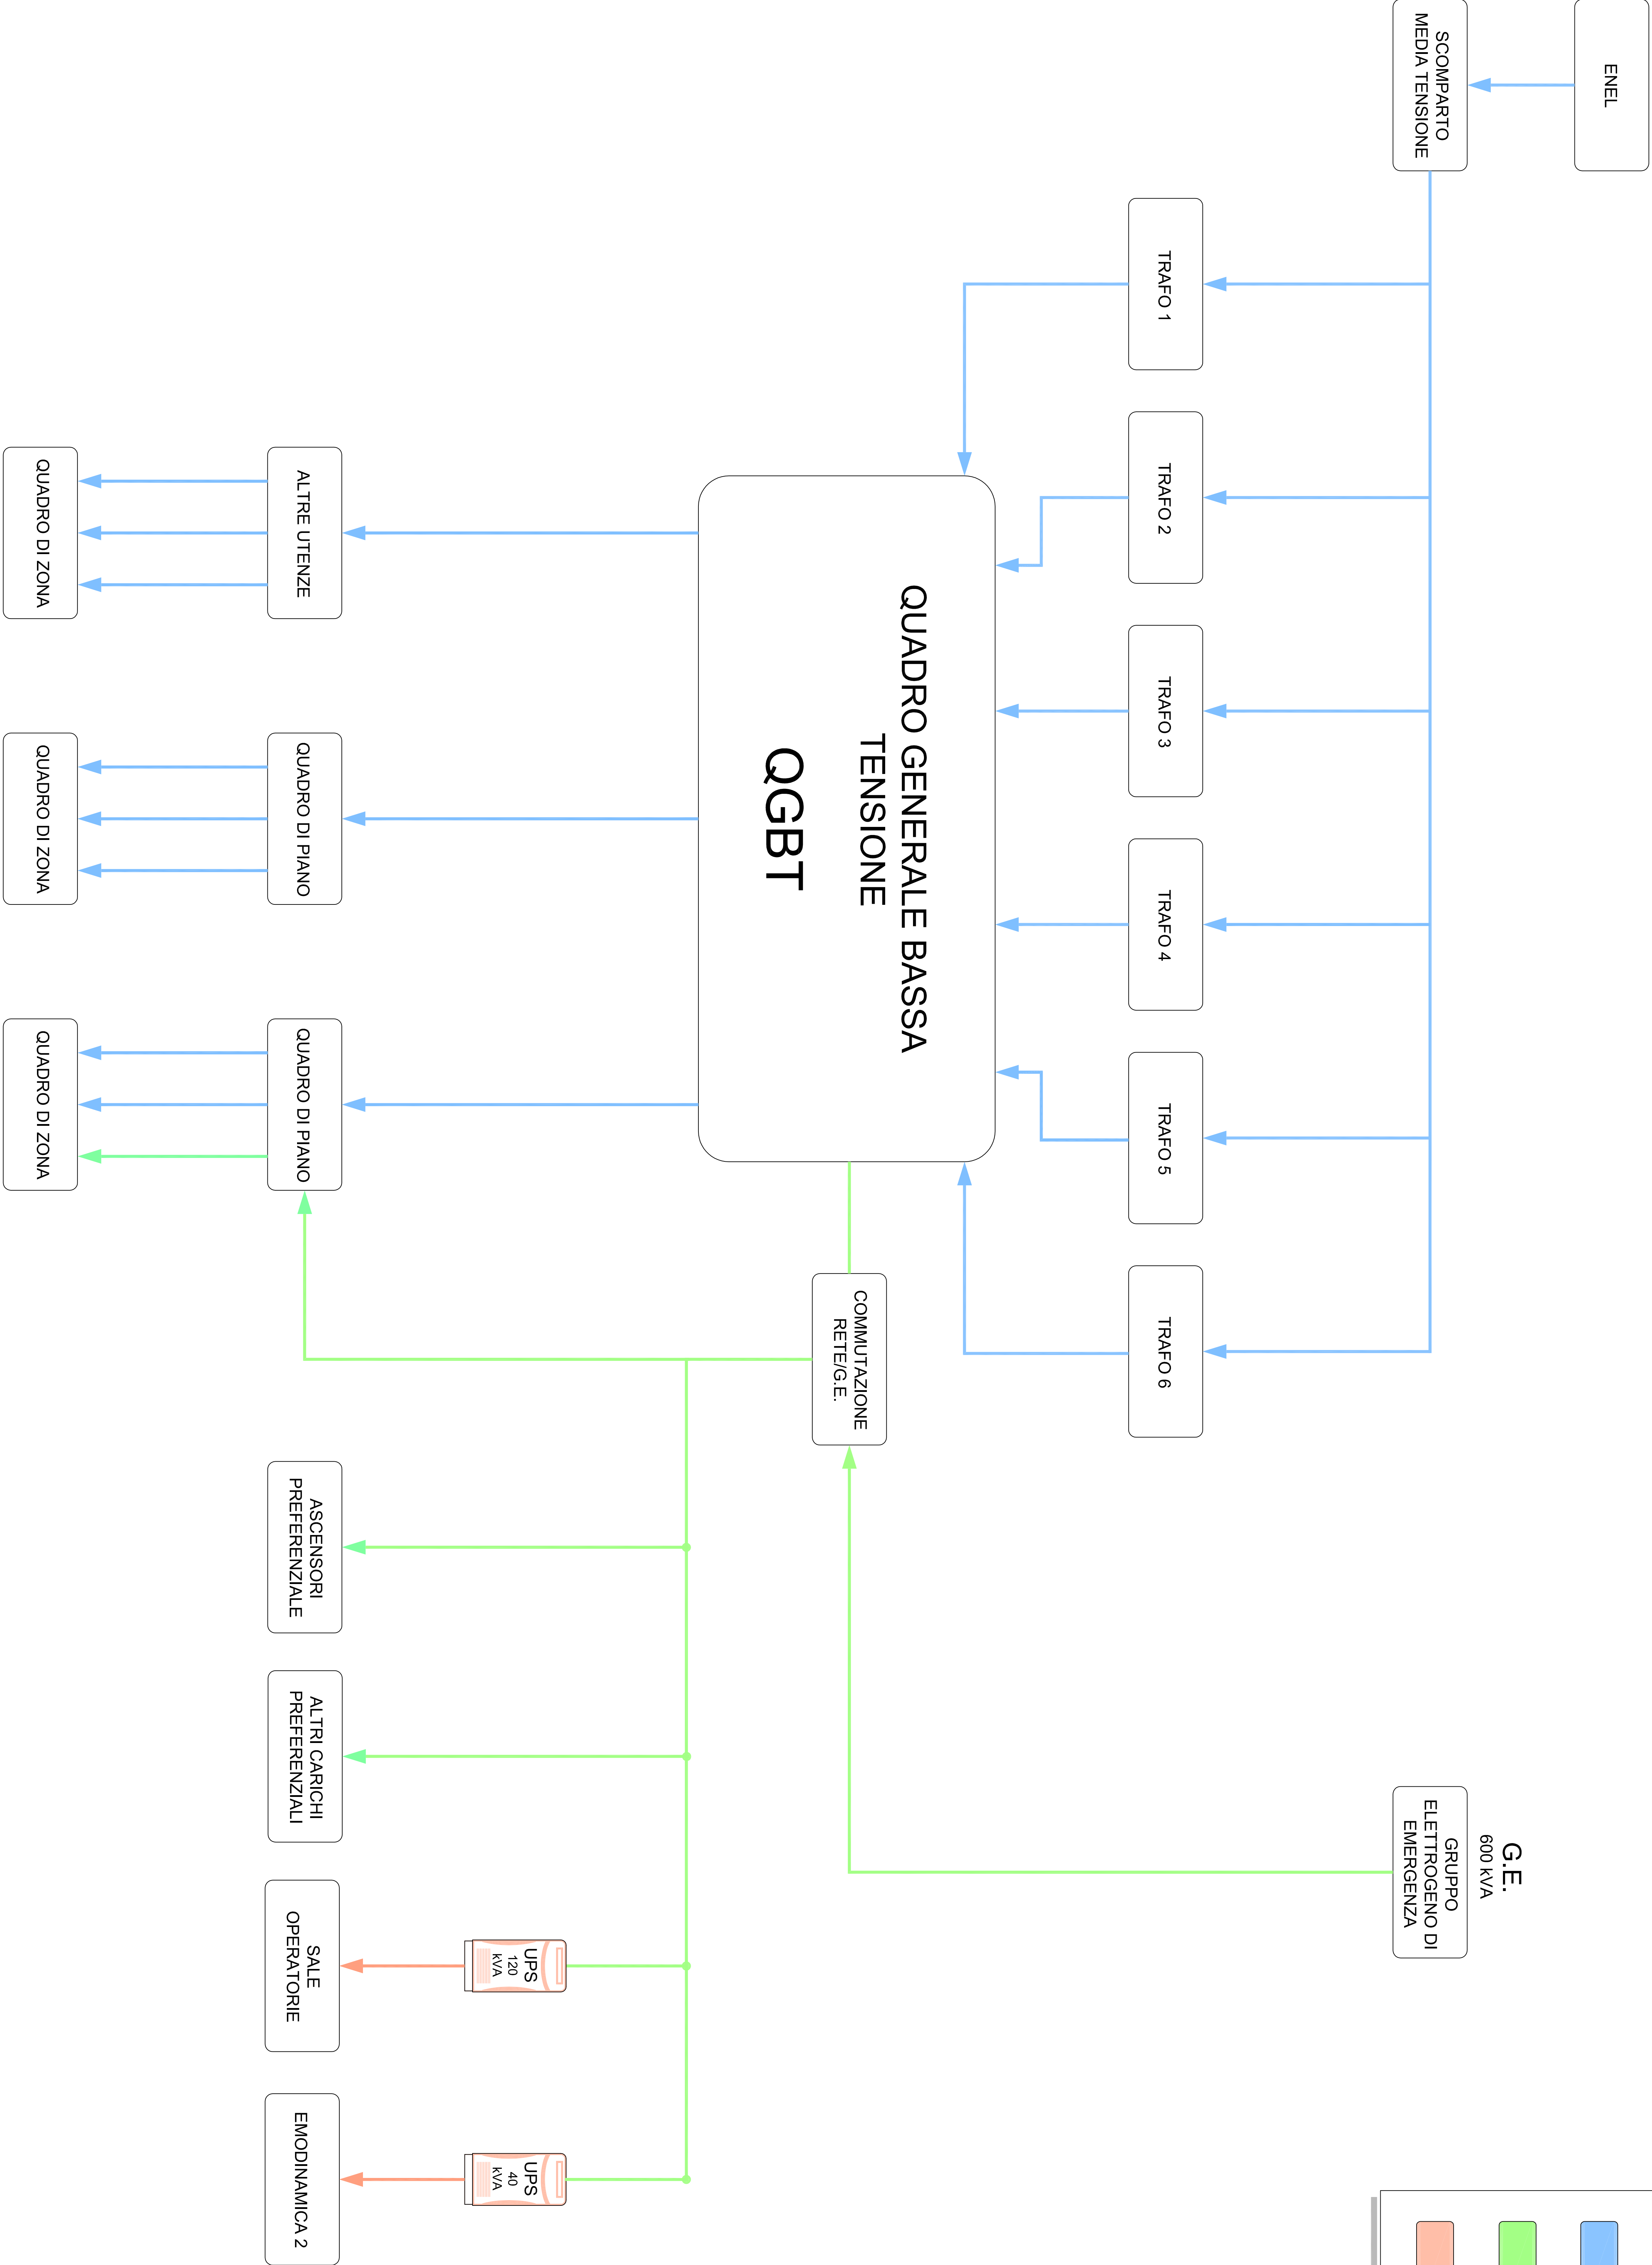 ENEL
SCOMPARTO
MEDIA TENSIONE
G.E.
600 kVA
GRUPPO
ELETTROGENO DI
EMERGENZA
TRAFO 1
TRAFO 2
TRAFO 3
TRAFO 4
TRAFO 5
TRAFO 6
QUADRO GENERALE BASSA
TENSIONE
QGBT
COMMUTAZIONE
RETE/G.E.
UPS
120
kVA
UPS
40
kVA
ALTRE UTENZE
QUADRO DI PIANO
QUADRO DI PIANO
ASCENSORI
PREFERENZIALE
ALTRI CARICHI
PREFERENZIALI
SALE
OPERATORIE
EMODINAMICA 2
QUADRO DI ZONA
QUADRO DI ZONA
QUADRO DI ZONA